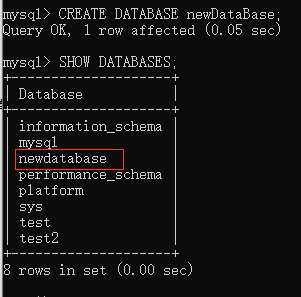 mysql> CREATE DATABASE newDataBase;
Query OK, 1 row affected (0.05 sec)
mysql> SHOW DATABASES;
+--------------------+
| Database           |
+--------------------+
| information_schema |
| mysql              |
| newdatabase        |
| performance_schema |
| platform           |
| sys                |
| test               |
| test2              |
+--------------------+
8 rows in set (0.00 sec)